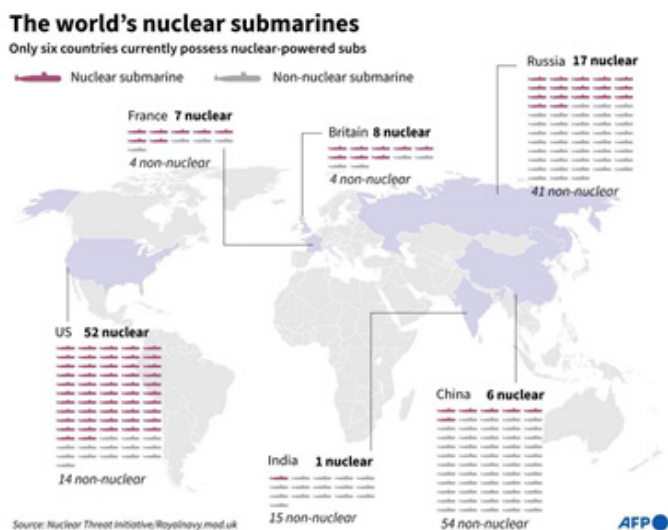 The world's nuclear submarines
Only six countries currently possess nuclear-powered subs
Nuclear submarine
Non-nuclear submarine
Russia 17 nuclear
41 non-nuclear
France 7 nuclear
4 non-nuclear
Britain 8 nuclear
4 non-nuclear
US 52 nuclear
14 non-nuclear
China 6 nuclear
54 non-nuclear
India 1 nuclear
15 non-nuclear
Source: Nuclear Threat Initiative/Royalnavy.mod.uk
AFP